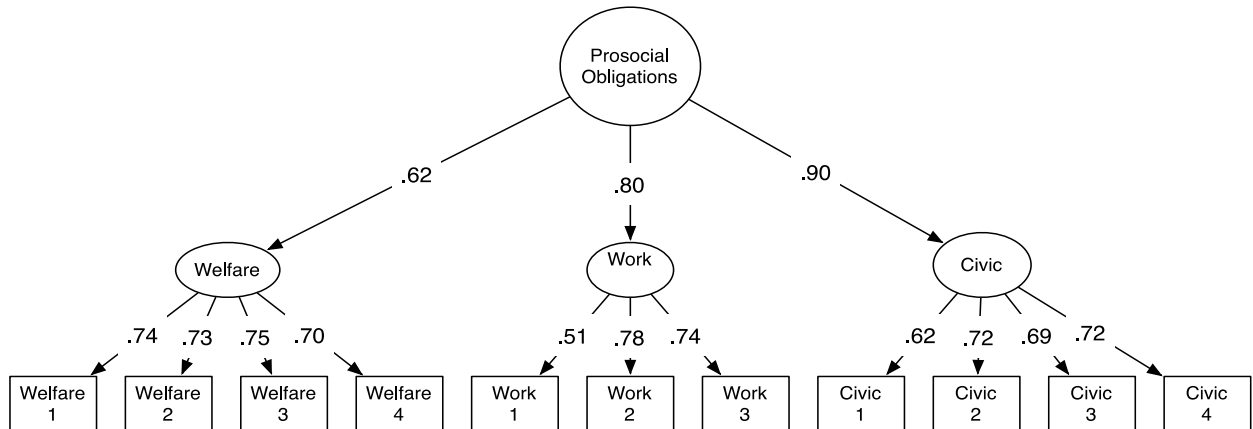 Prosocial
Obligations
.62
.80
.90
Welfare
Work
Civic
.74
.73
.75
.70
.51
.78
.74
.62
.72
.69
.72
Welfare
1
Welfare
2
Welfare
3
Welfare
4
Work
1
Work
2
Work
3
Civic
1
Civic
2
Civic
3
Civic
4